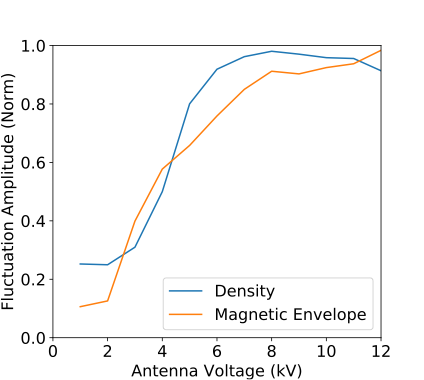 1.0
0.8
0.6
0.4
0.2
0.0
Fluctuation Amplitude (Norm)
Density
Magnetic Envelope
0 2 4 6 8 10 12
Antenna Voltage (kV)